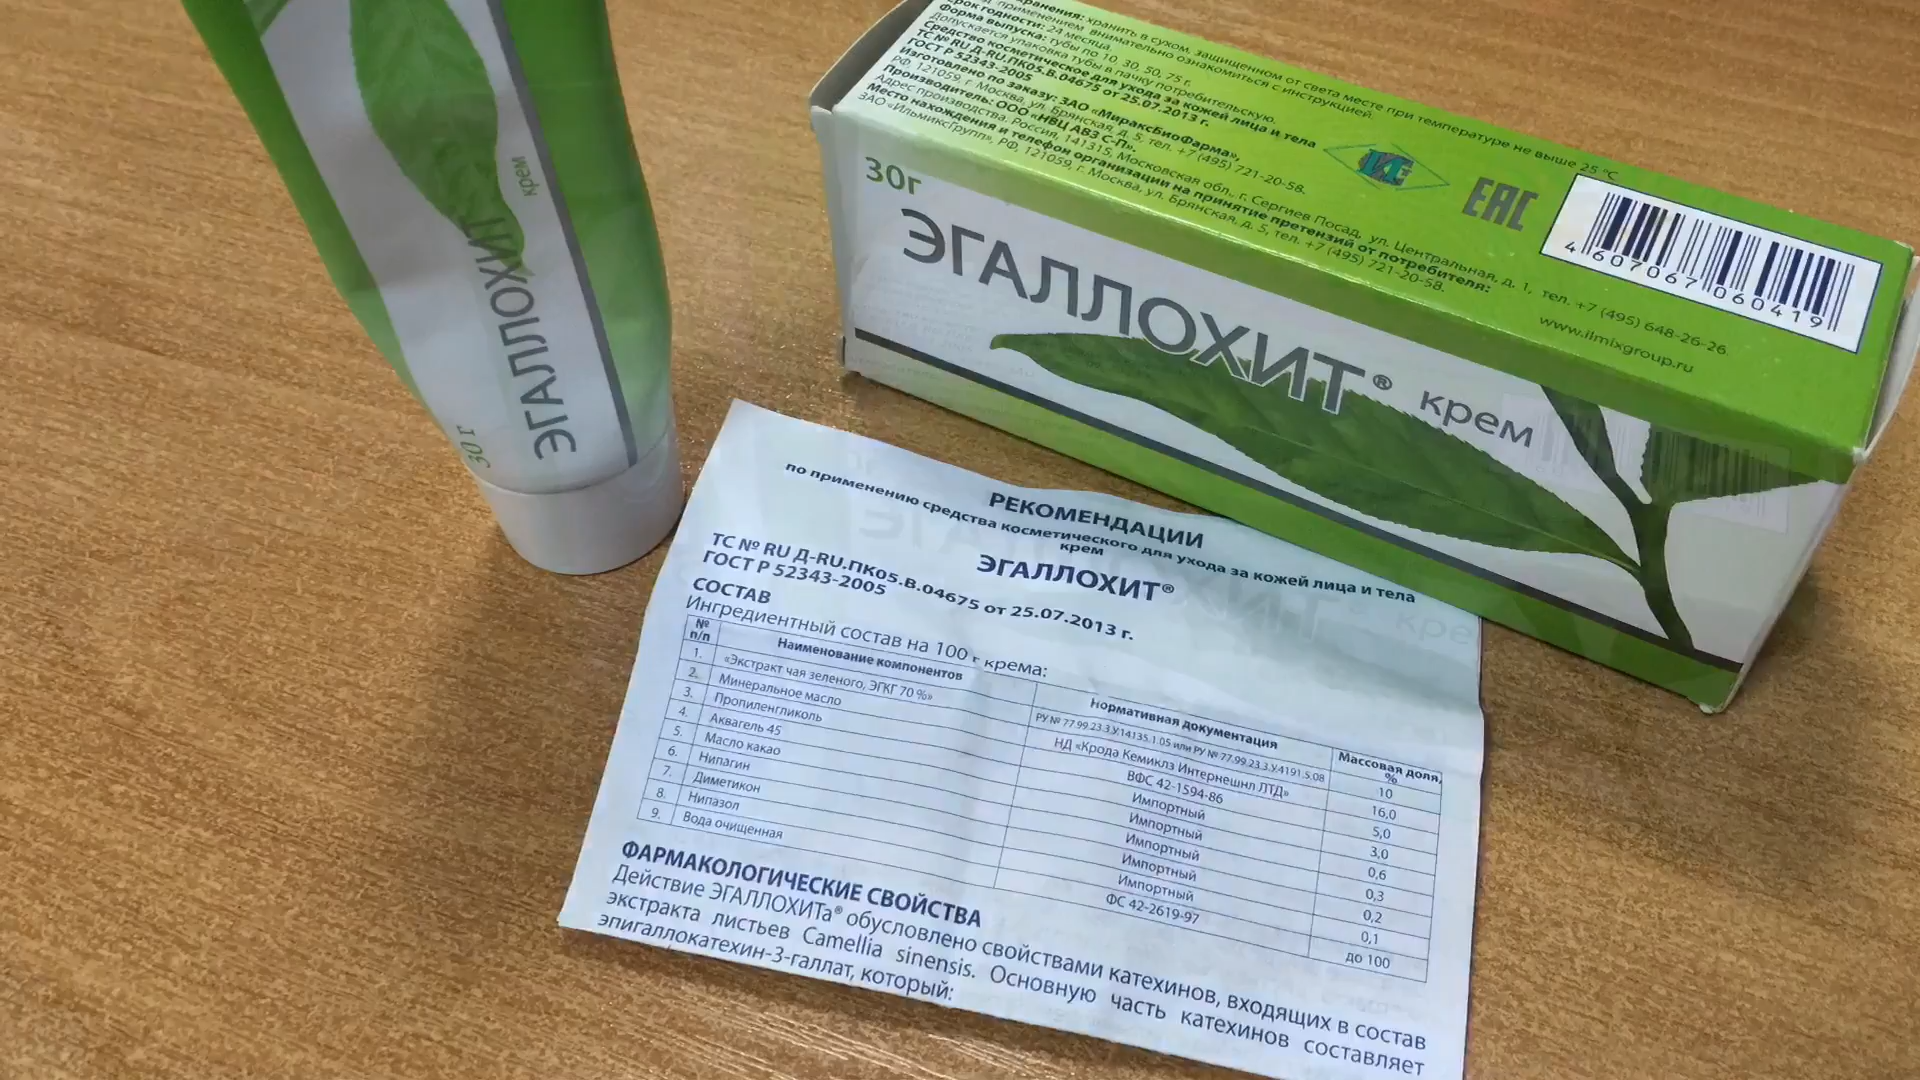 крем
ЭГАЛЛОХИТ
30 г
хранить в сухом, защищенном от света месте при температуре не выше 25 °С
применением внимательно ознакомиться с инструкцией.
срок годности: 24 месяца.
Форма выпуска: тубы по 10, 30, 50, 75 г.
Допускается упаковка тубы в пачку потребительскую.
Средство косметическое для ухода за кожей лица и тела
ТС № RU Д-RU.ПК05.В.04675 от 25.07.2013 г.
ГОСТ Р 52343-2005
Изготовлено по заказу: ЗАО «МираксБиоФарма»,
РФ, 121059, г. Москва, ул. Брянская, д. 5, тел. +7 (495) 721-20-58.
Производитель: ООО «НВЦ АВЗ С-П»,
Адрес производства: Россия, 141315, Московская обл., г. Сергиев Посад, ул. Центральная, д. 1, тел. +7 (495) 648-26-26.
Место нахождения и телефон организации на принятие претензий от потребителя:
ЗАО «ИльмиксГрупп», РФ, 121059, г. Москва, ул. Брянская, д. 5, тел. +7 (495) 721-20-58.
www.ilmixgroup.ru
EAC
4607067060419
30г
ЭГАЛЛОХИТ® крем
РЕКОМЕНДАЦИИ
по применению средства косметического для ухода за кожей лица и тела
крем
ЭГАЛЛОХИТ®
ТС № RU Д-RU.ПК05.В.04675 от 25.07.2013 г.
ГОСТ Р 52343-2005
СОСТАВ
Ингредиентный состав на 100 г крема:
№ п/п Наименование компонентов Нормативная документация Массовая доля, %
1. «Экстракт чая зеленого, ЭГКГ 70 %» РУ № 77.99.23.3.У.14135.1.05 или РУ № 77.99.23.3.У.4191.5.08 10
2. Минеральное масло НД «Крода Кемиклз Интернешнл ЛТД» 16,0
3. Пропиленгликоль ВФС 42-1594-86 5,0
4. Аквагель 45 Импортный 3,0
5. Масло какао Импортный 0,6
6. Нипагин Импортный 0,3
7. Диметикон Импортный 0,2
8. Нипазол Импортный 0,1
9. Вода очищенная ФС 42-2619-97 до 100
ФАРМАКОЛОГИЧЕСКИЕ СВОЙСТВА
Действие ЭГАЛЛОХИТа® обусловлено свойствами катехинов, входящих в состав
экстракта листьев Camellia sinensis. Основную часть катехинов составляет
эпигаллокатехин-3-галлат, который: